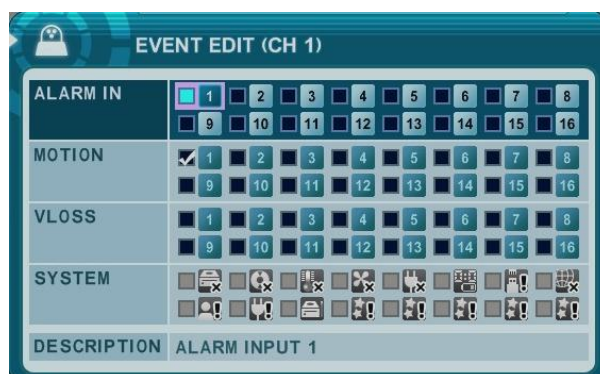 EVENT EDIT (CH 1)
ALARM IN 1 2 3 4 5 6 7 8
9 10 11 12 13 14 15 16
MOTION 1 2 3 4 5 6 7 8
9 10 11 12 13 14 15 16
VLOSS 1 2 3 4 5 6 7 8
9 10 11 12 13 14 15 16
SYSTEM
DESCRIPTION ALARM INPUT 1